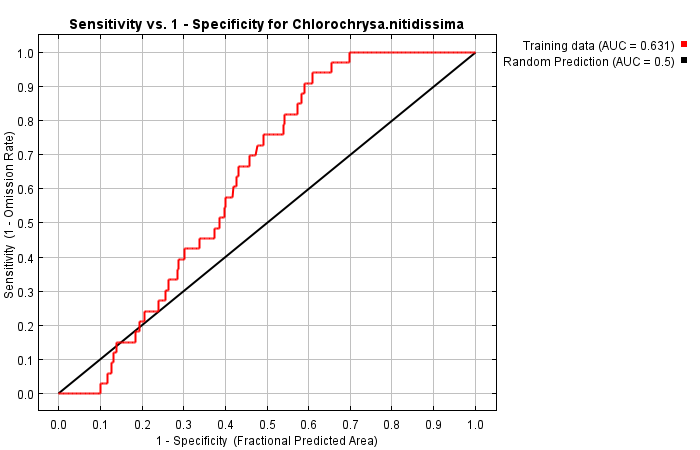 Sensitivity vs. 1 - Specificity for Chlorochrysa.nitidissima
Training data (AUC = 0.631)
Random Prediction (AUC = 0.5)
Sensitivity (1 - Omission Rate)
1.0
0.9
0.8
0.7
0.6
0.5
0.4
0.3
0.2
0.1
0.0
0.0 0.1 0.2 0.3 0.4 0.5 0.6 0.7 0.8 0.9 1.0
1 - Specificity (Fractional Predicted Area)